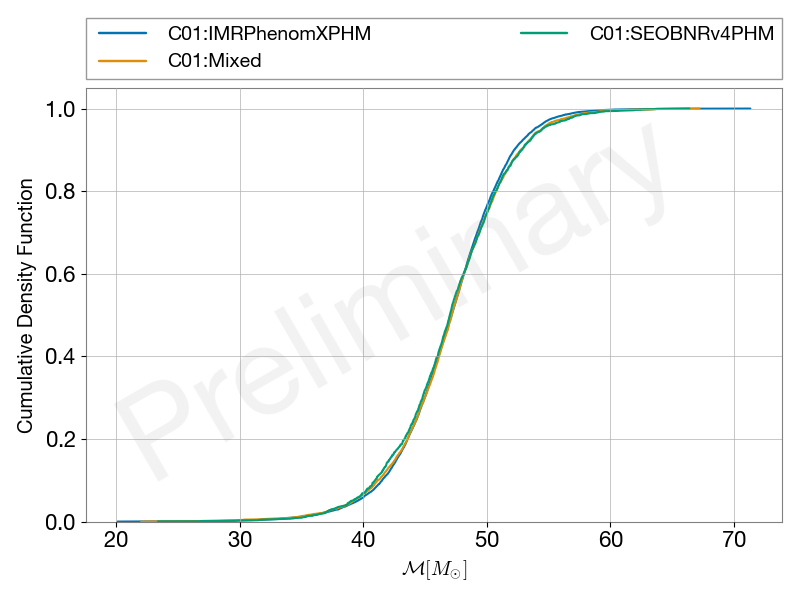 C01:IMRPhenomXPHM
C01:Mixed
C01:SEOBNRv4PHM
1.0
0.8
0.6
0.4
0.2
0.0
Cumulative Density Function
Preliminary
20 30 40 50 60 70
ℳ[M⊙]